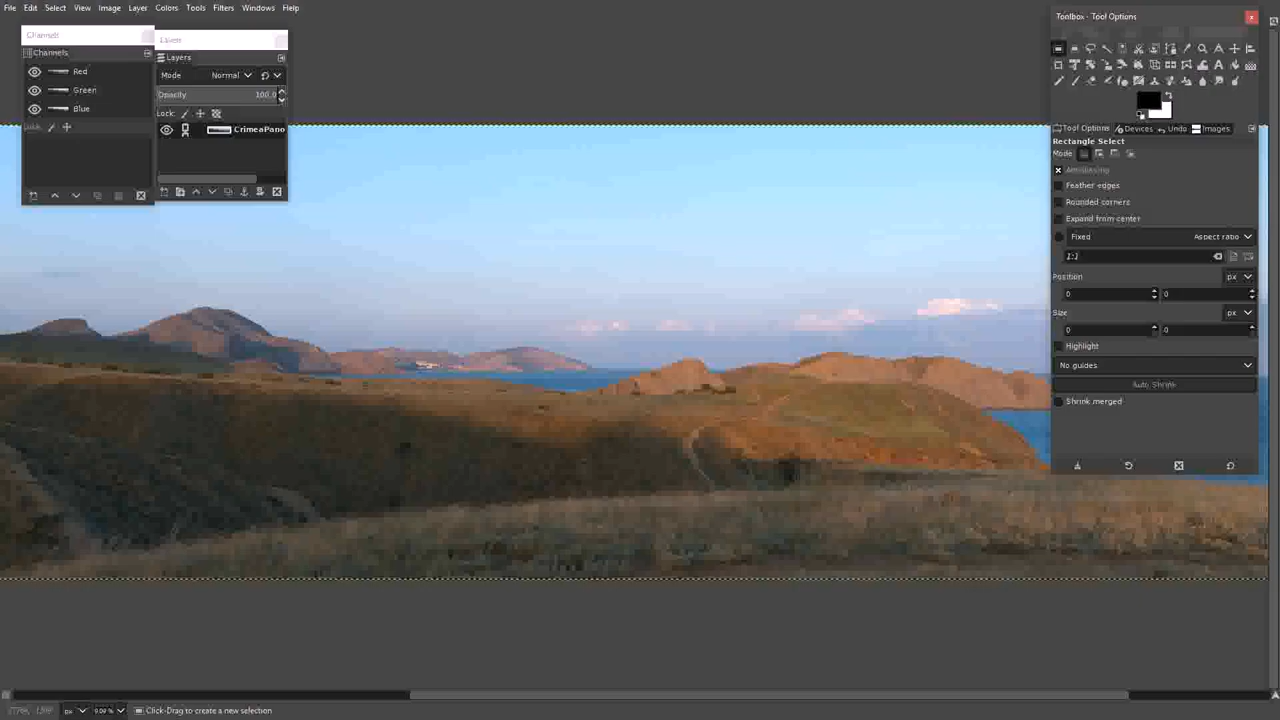 File Edit Select View Image Layer Colors Tools Filters Windows Help
Toolbox - Tool Options
Channels
Channels
Layers
Red
Green
Blue
Mode Normal
Opacity 100.0
Lock:
CrimeaPano
Tool Options Devices Undo Images
Rectangle Select
Mode
Antialiasing
Feather edges
Rounded corners
Expand from center
Fixed Aspect ratio
1:1
Position px
0 0
Size px
0 0
Highlight
No guides
Auto Shrink
Shrink merged
px 9.09 % Click-Drag to create a new selection